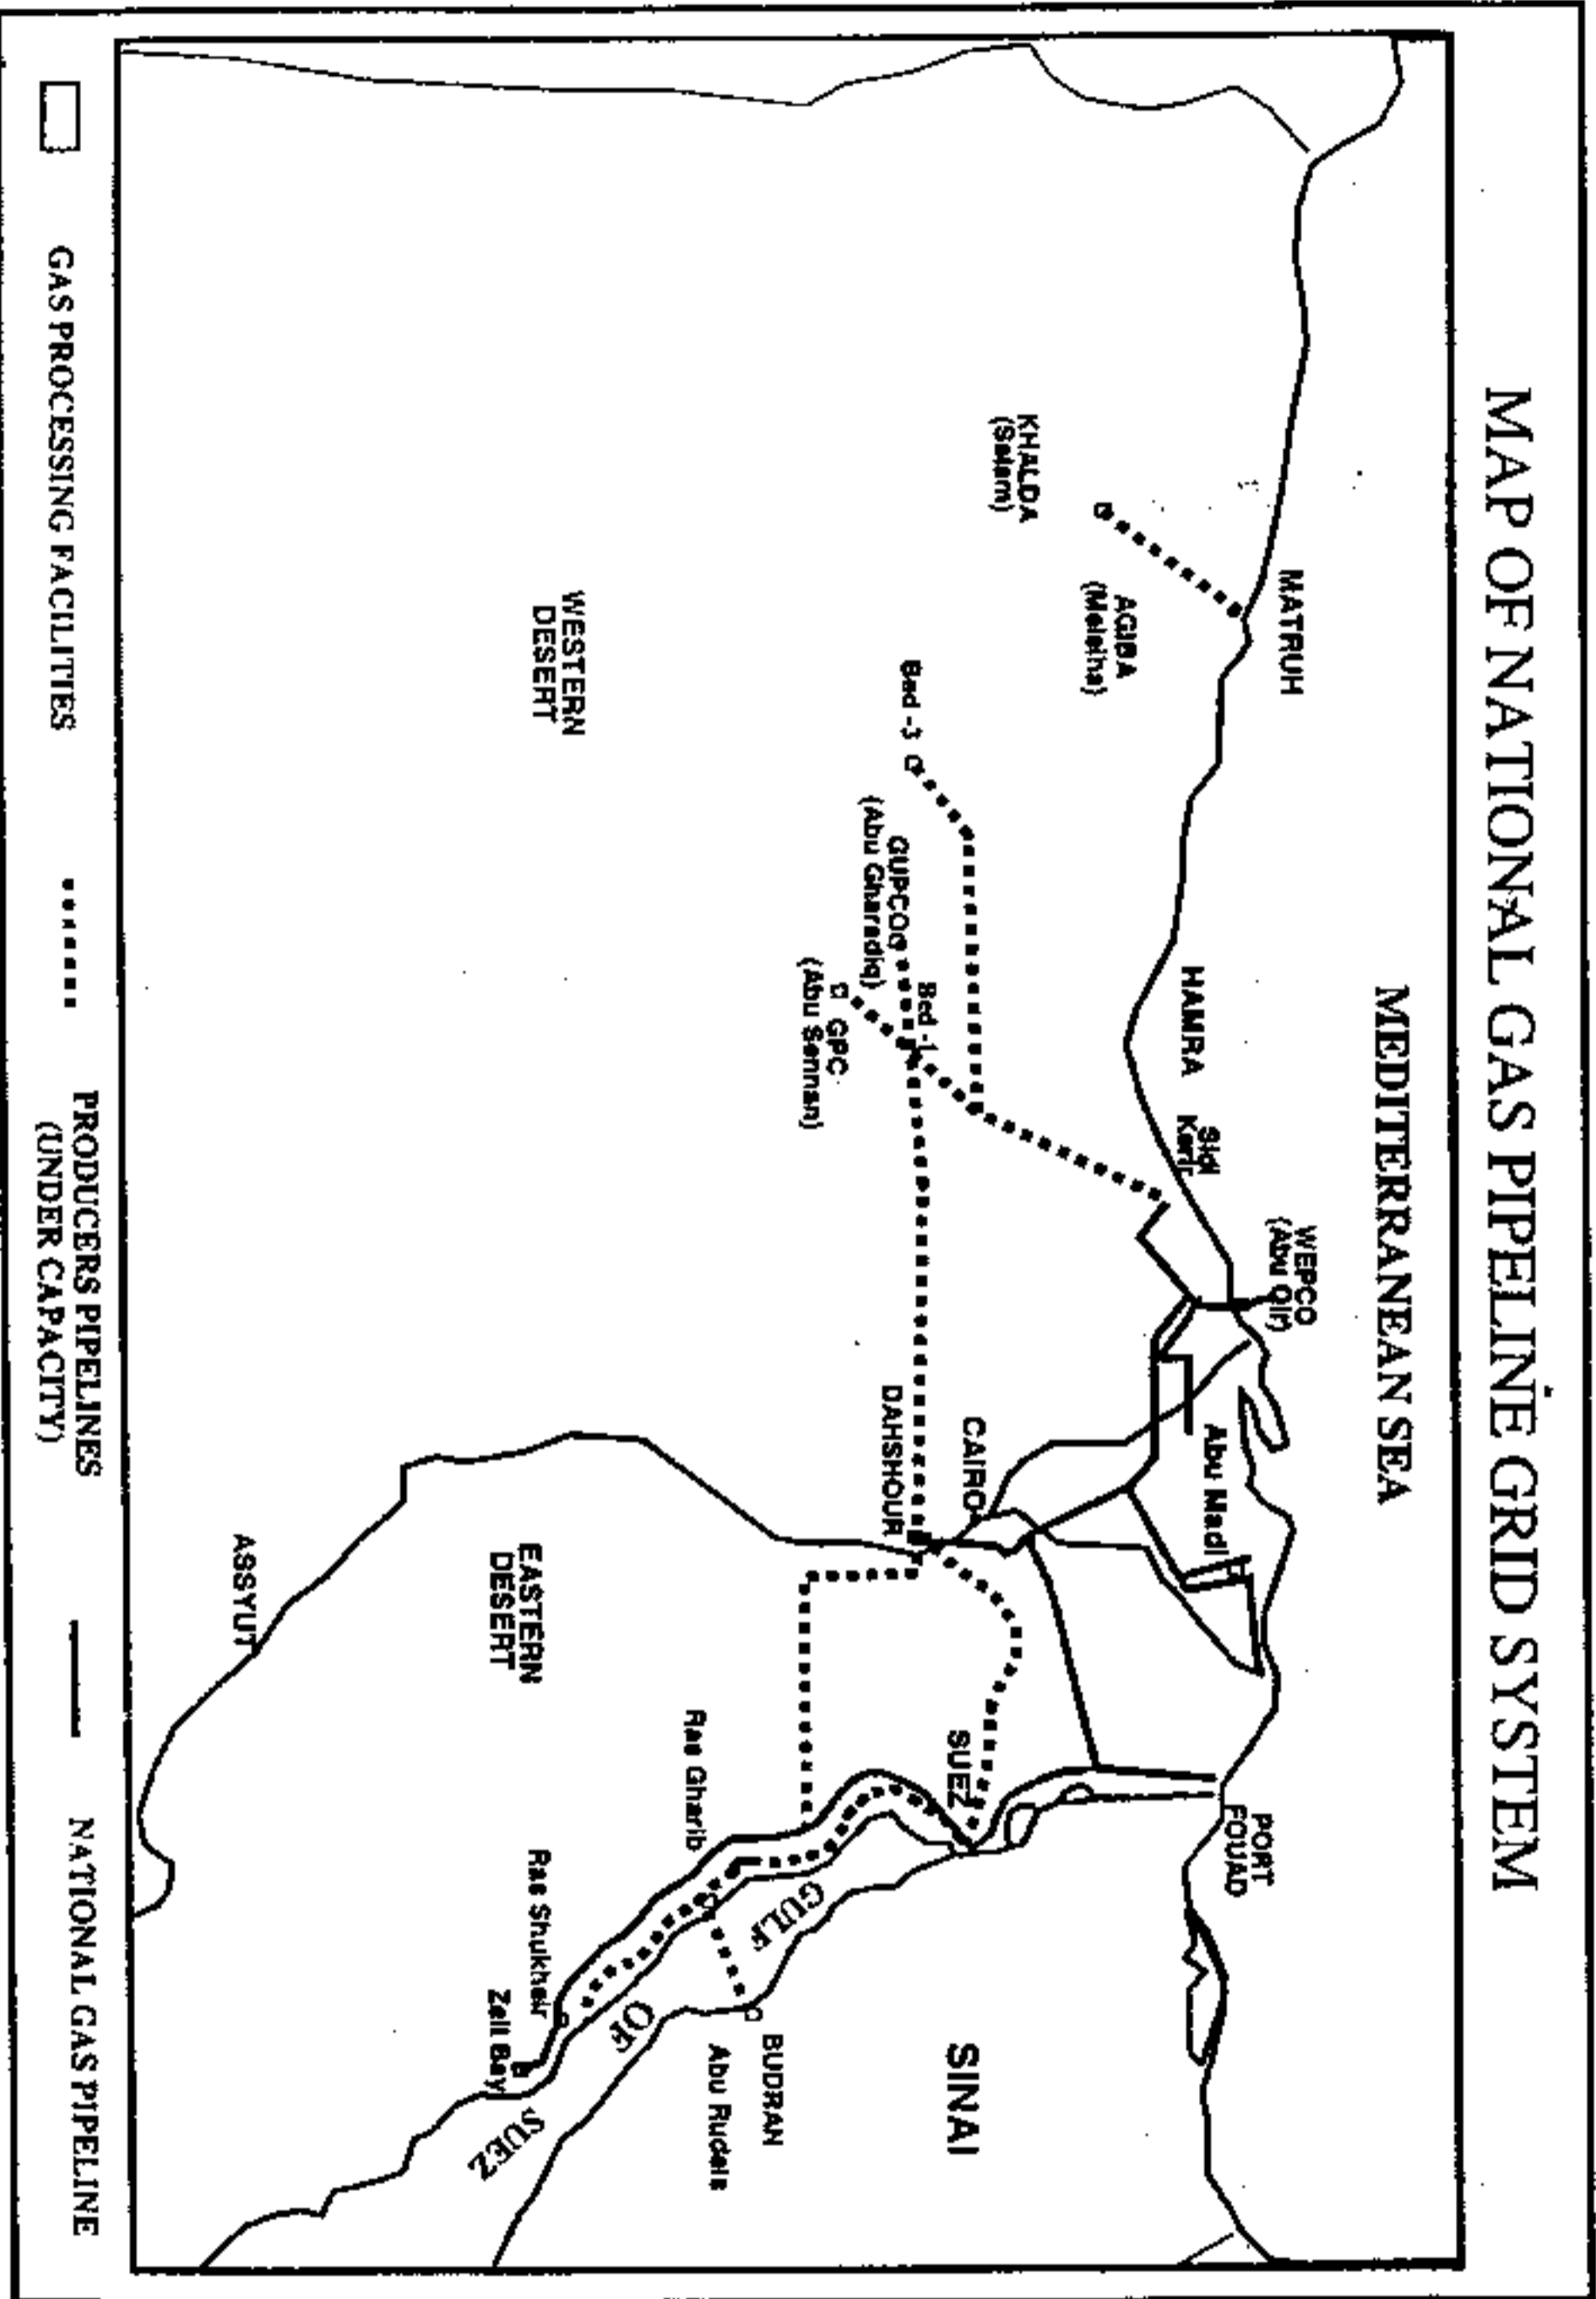 MAP OF NATIONAL GAS PIPELINE GRID SYSTEM
MEDITERRANEAN SEA
MATRUH
HAMRA
Sidi
Kerir
WEPCO
(Abu Qir)
Abu Madi
PORT
FOUAD
KHALDA
(Salam)
AGIBA
(Meleiha)
Bed -3
GUPCO
(Abu Gharadiq)
Bed -1
GPC
(Abu Sennan)
CAIRO
DAHSHOUR
SUEZ
SINAI
WESTERN
DESERT
EASTERN
DESERT
ASSYUT
Ras Gharib
Ras Shukheir
Zeit Bay
GULF
OF
SUEZ
BUDRAN
Abu Rudeis
GAS PROCESSING FACILITIES
PRODUCERS PIPELINES
(UNDER CAPACITY)
NATIONAL GAS PIPELINE